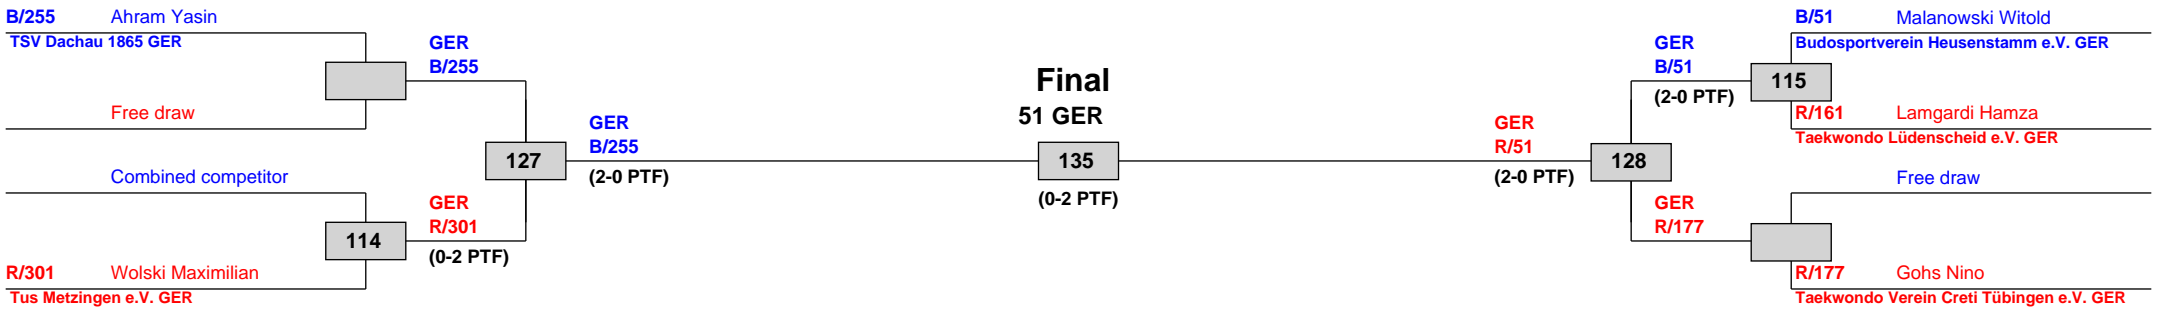 B/255 Ahram Yasin
TSV Dachau 1865 GER
GER
B/255
Free draw
127
GER
B/255
(2-0 PTF)
Combined competitor
114
GER
R/301
(0-2 PTF)
R/301 Wolski Maximilian
Tus Metzingen e.V. GER
Final
51 GER
135
(0-2 PTF)
B/51 Malanowski Witold
Budosportverein Heusenstamm e.V. GER
GER
B/51
(2-0 PTF)
115
R/161 Lamgardi Hamza
Taekwondo Lüdenscheid e.V. GER
GER
R/51
(2-0 PTF)
128
Free draw
GER
R/177
R/177 Gohs Nino
Taekwondo Verein Creti Tübingen e.V. GER